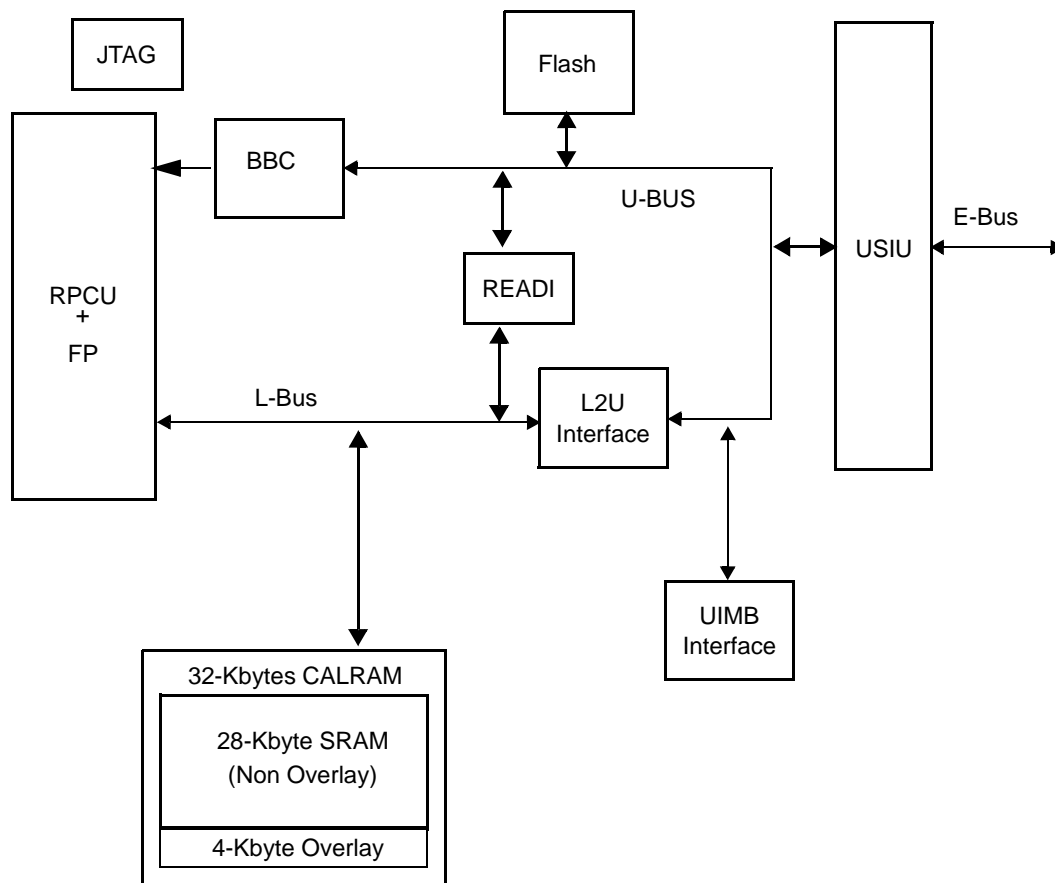 JTAG
Flash
BBC
U-BUS
E-Bus
USIU
READI
RPCU
+
FP
L-Bus
L2U
Interface
UIMB
Interface
32-Kbytes CALRAM
28-Kbyte SRAM
(Non Overlay)
4-Kbyte Overlay